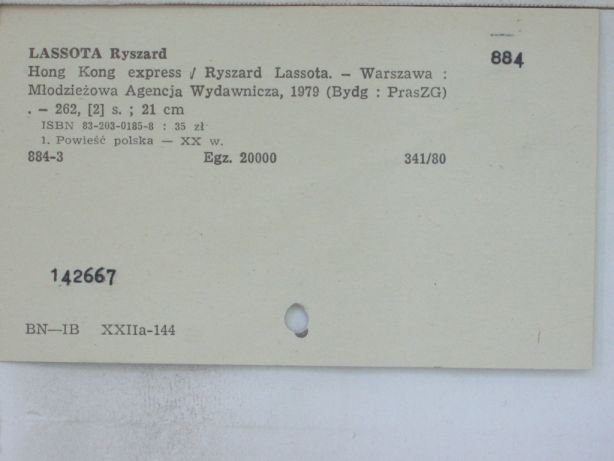 LASSOTA Ryszard
884
Hong Kong express / Ryszard Lassota. — Warszawa :
Młodzieżowa Agencja Wydawnicza, 1979 (Bydg : PrasZG)
. — 262, [2] s. ; 21 cm
ISBN 83-203-0185-8 : 35 zł
1. Powieść polska — XX w.
884-3 Egz. 20000 341/80
142667
BN—IB XXIIa-144